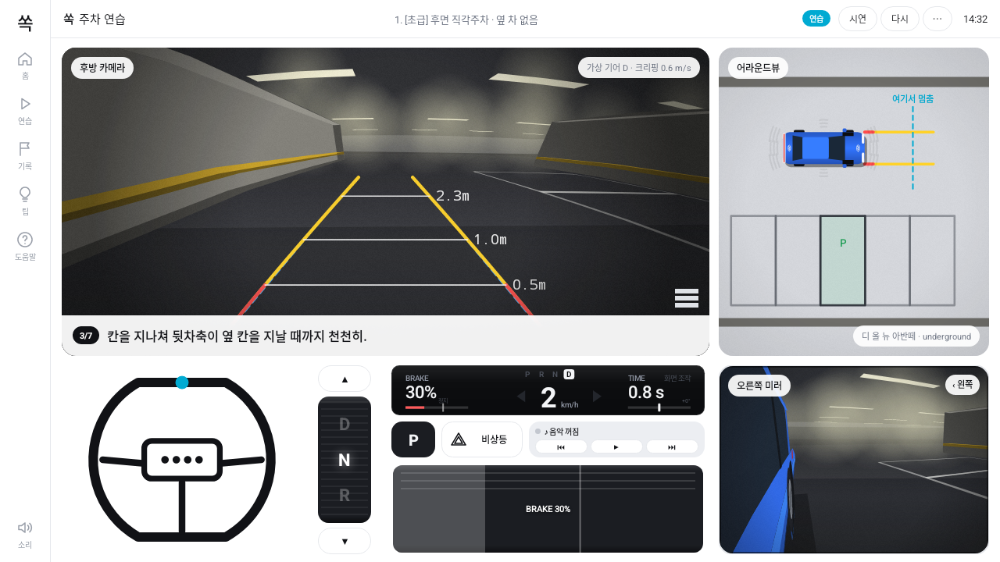 쏙
쏙 주차 연습
1. [초급] 후면 직각주차 · 옆 차 없음
연습
시연
다시
14:32
홈
연습
기록
팁
도움말
소리
후방 카메라
가상 기어 D · 크리핑 0.6 m/s
2.3m
1.0m
0.5m
3/7
칸을 지나쳐 뒷차축이 옆 칸을 지날 때까지 천천히.
어라운드뷰
여기서 멈춤
P
디 올 뉴 아반떼 · underground
D
N
R
BRAKE
30%
P R N D
2 km/h
TIME
화면 조작
0.8 s
P
비상등
♪ 음악 꺼짐
BRAKE 30%
오른쪽 미러
‹ 왼쪽